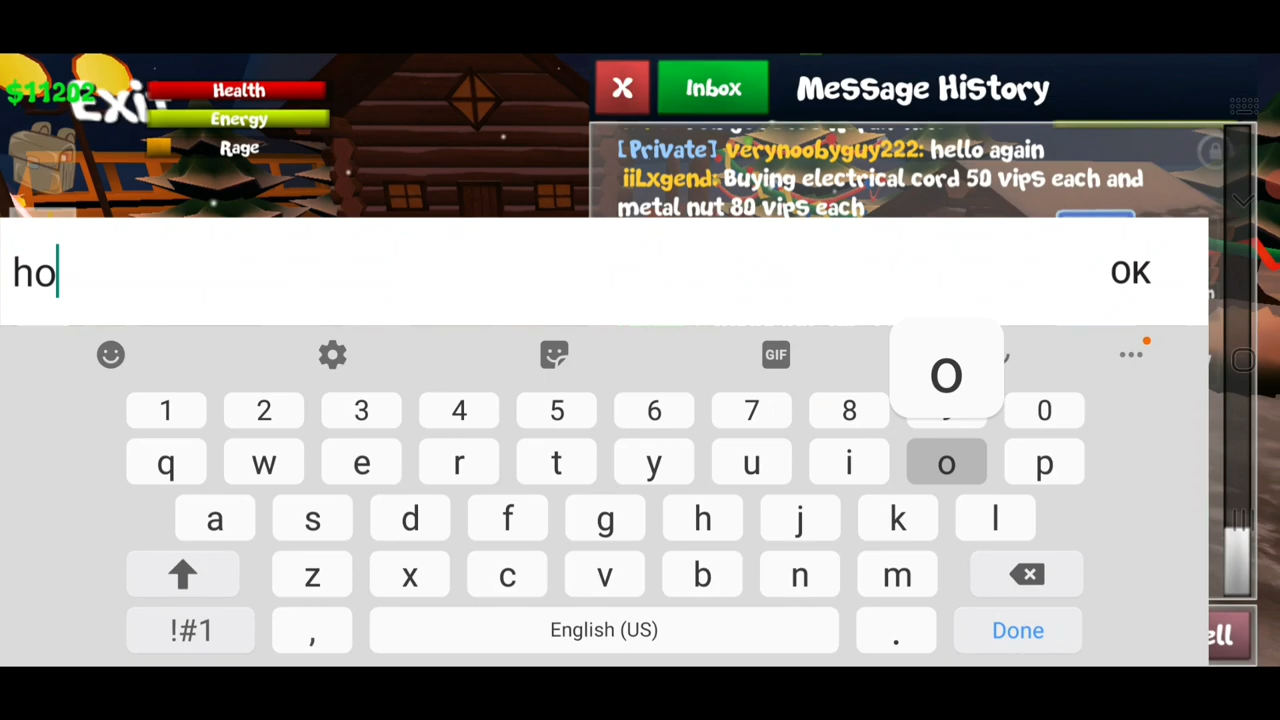 $11202
Exit
Health
Energy
Rage
X
Inbox
Message History
[Private] verynoobyguy222: hello again
iiLxgend: Buying electrical cord 50 vips each and
metal nut 80 vips each
ho
OK
GIF
o
1 2 3 4 5 6 7 8 0
q w e r t y u i o p
a s d f g h j k l
z x c v b n m
!#1 , English (US) . Done
ell